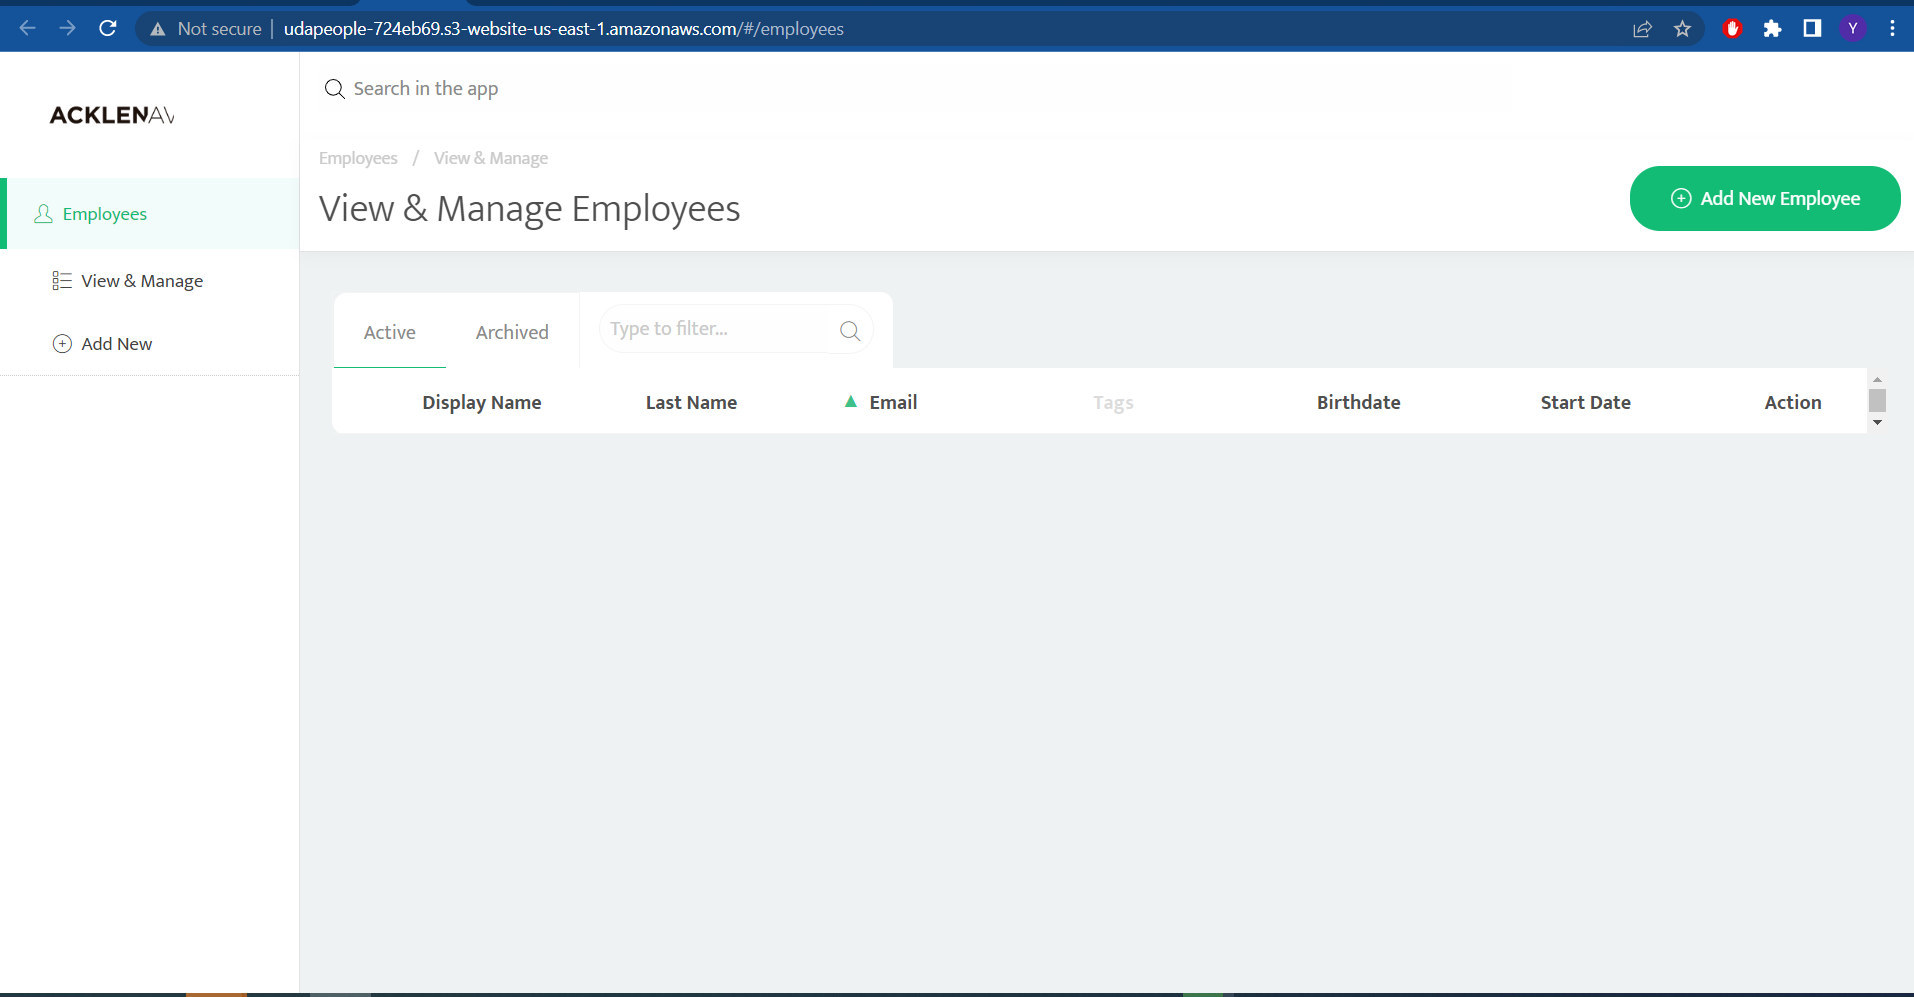 Not secure | udapeople-724eb69.s3-website-us-east-1.amazonaws.com/#/employees
Y
ACKLENAV
Search in the app
Employees / View & Manage
View & Manage Employees
Add New Employee
Employees
View & Manage
Add New
Active Archived Type to filter...
Display Name Last Name Email Tags Birthdate Start Date Action